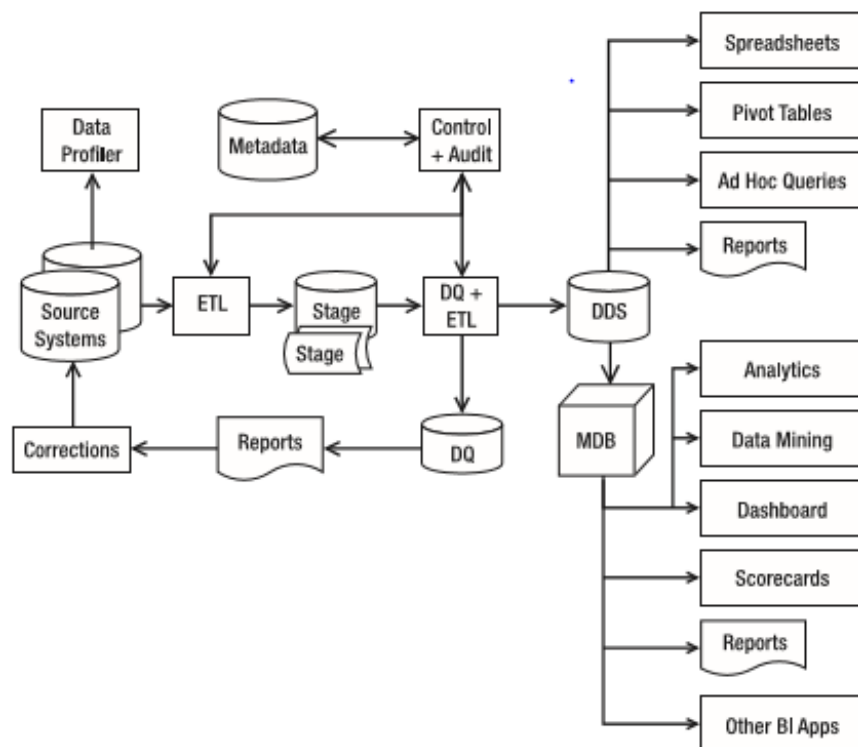 Spreadsheets
Data
Profiler
Metadata
Control
+ Audit
Pivot Tables
Ad Hoc Queries
Reports
Source
Systems
ETL
Stage
Stage
DQ +
ETL
DDS
Analytics
MDB
Data Mining
Corrections
Reports
DQ
Dashboard
Scorecards
Reports
Other BI Apps